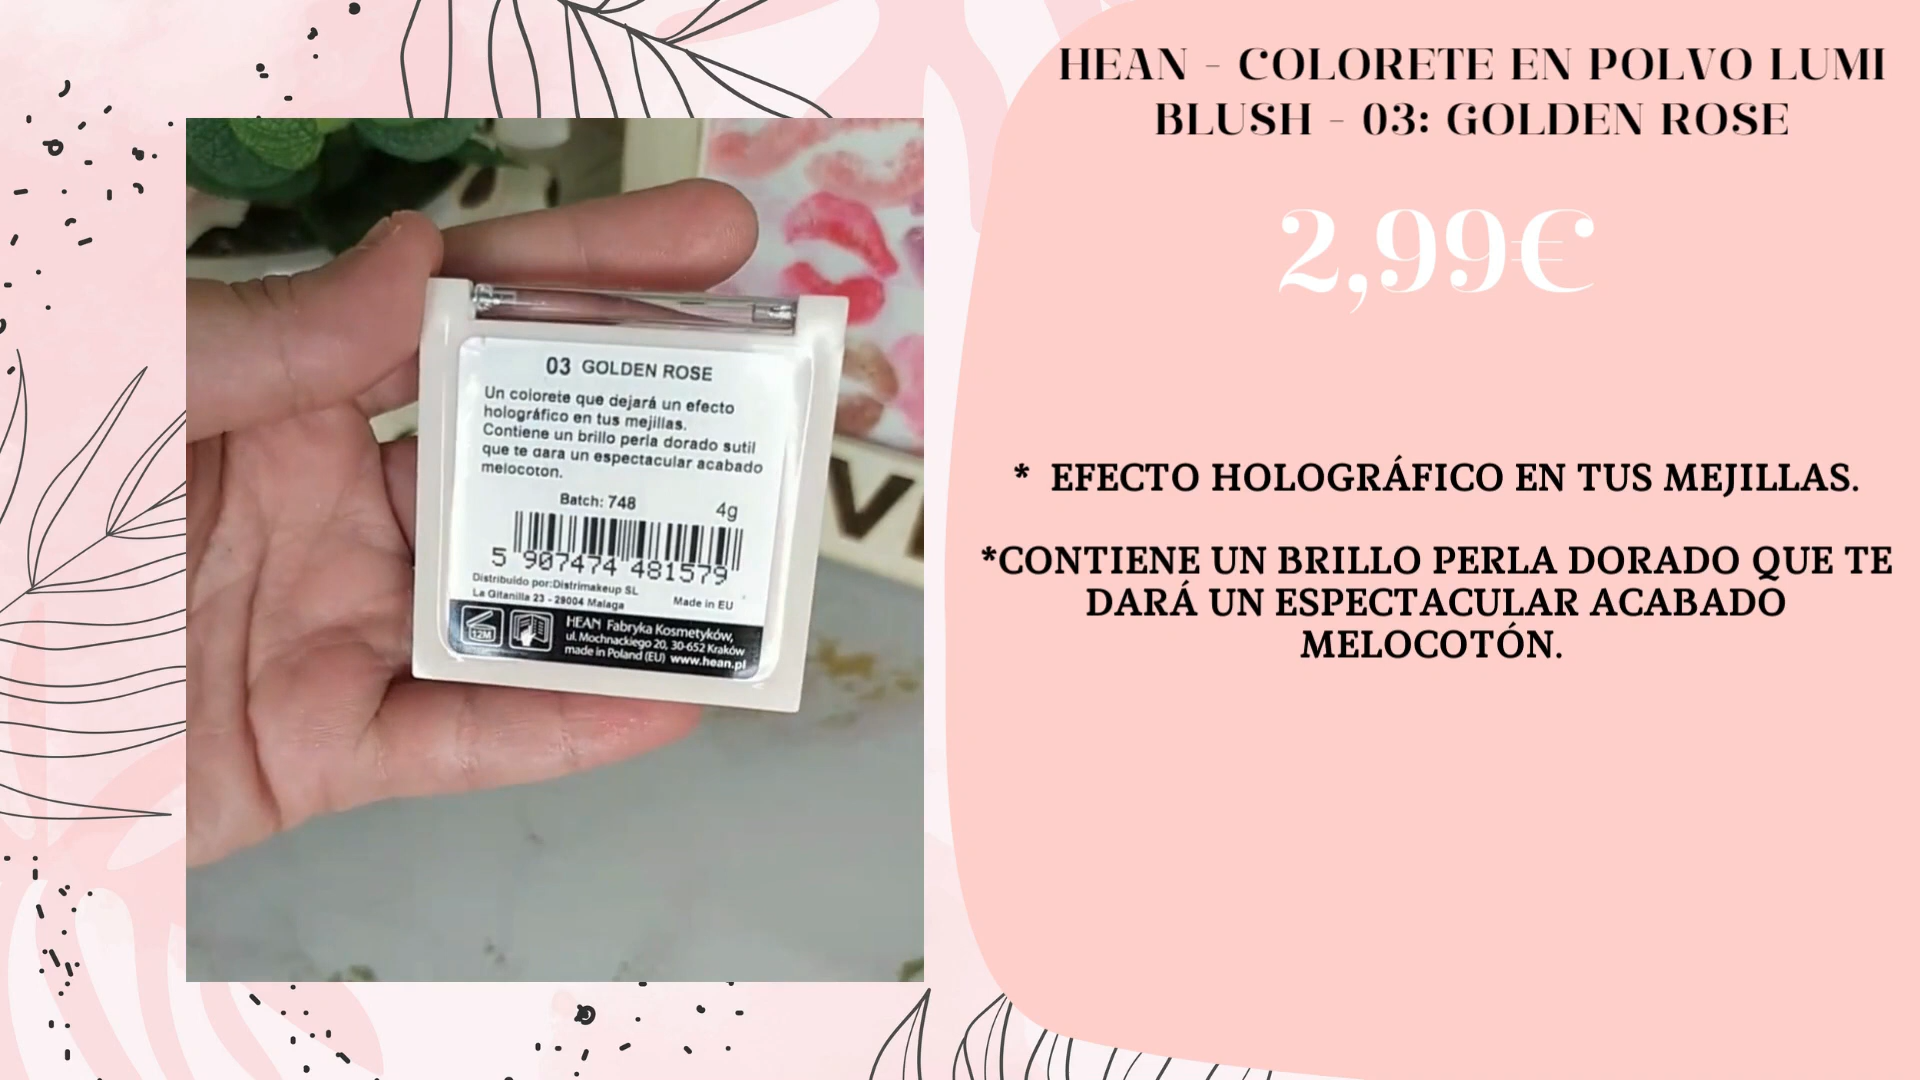 HEAN - COLORETE EN POLVO LUMI
BLUSH - 03: GOLDEN ROSE
2,99€
* EFECTO HOLOGRÁFICO EN TUS MEJILLAS.
*CONTIENE UN BRILLO PERLA DORADO QUE TE
DARÁ UN ESPECTACULAR ACABADO
MELOCOTÓN.
03 GOLDEN ROSE
Un colorete que dejará un efecto
holográfico en tus mejillas.
Contiene un brillo perla dorado sutil
que te dara un espectacular acabado
melocoton.
Batch: 748
4g
5 907474 481579
Distribuido por:Distrimakeup SL
La Gitanilla 23 - 29004 Malaga
Made in EU
12M
HEAN Fabryka Kosmetyków,
ul. Mochnackiego 20, 30-652 Kraków
made in Poland (EU) www.hean.pl